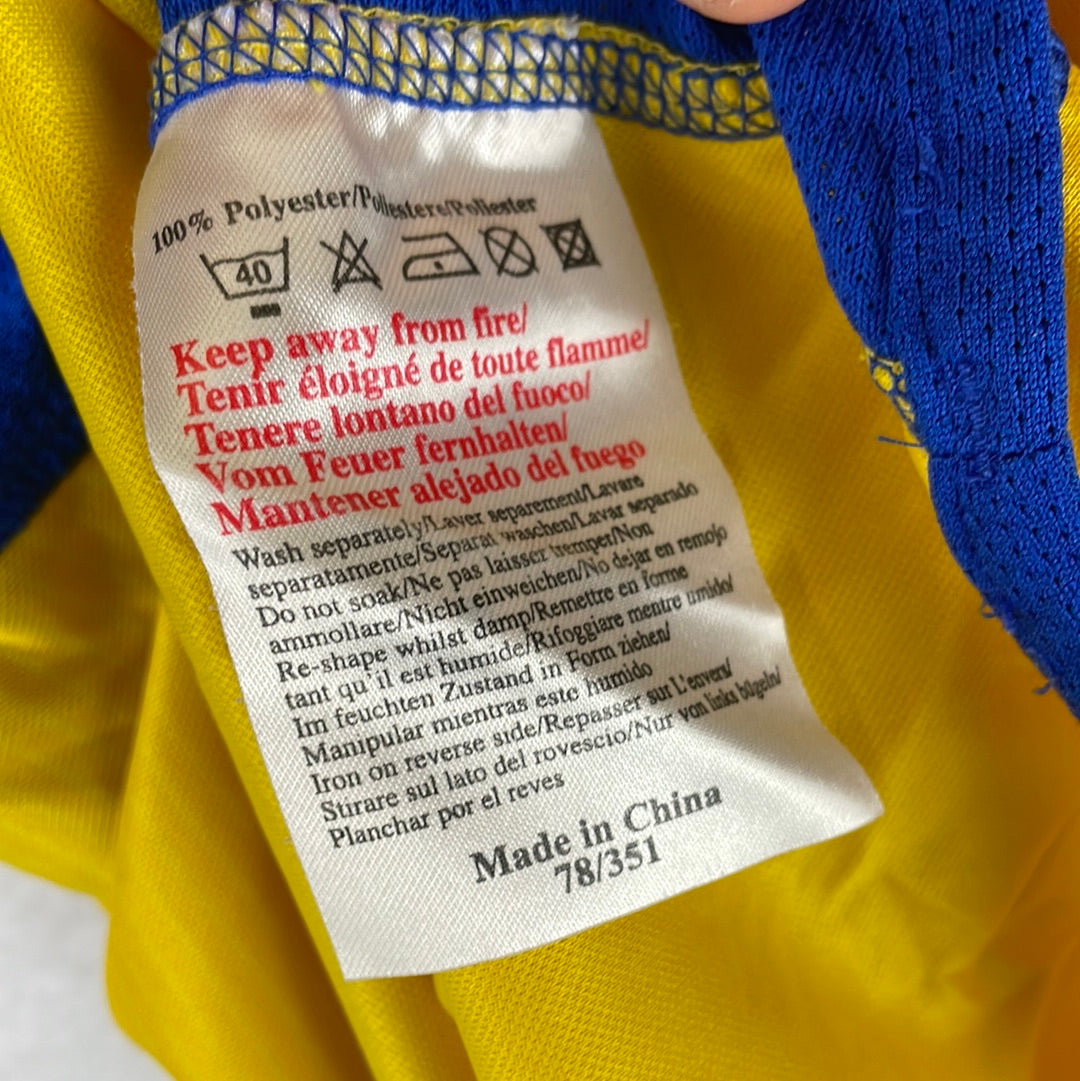 100% Polyester/Poliestere/Poliester
40
Keep away from fire/
Tenir éloigné de toute flamme/
Tenere lontano del fuoco/
Vom Feuer fernhalten/
Mantener alejado del fuego
Wash separately/Laver separement/Lavare
separatamente/Separat waschen/Lavar separado
Do not soak/Ne pas laisser tremper/Non
ammollare/Nicht einweichen/No dejar en remojo
Re-shape whilst damp/Remettre en forme
tant qu'il est humide/Rifoggiare mentre umido/
Im feuchten Zustand in Form ziehen/
Manipular mientras este humido
Iron on reverse side/Repasser sur L'envers/
Stirare sul lato del rovescio/Nur von links bügeln/
Planchar por el reves
Made in China
78/351